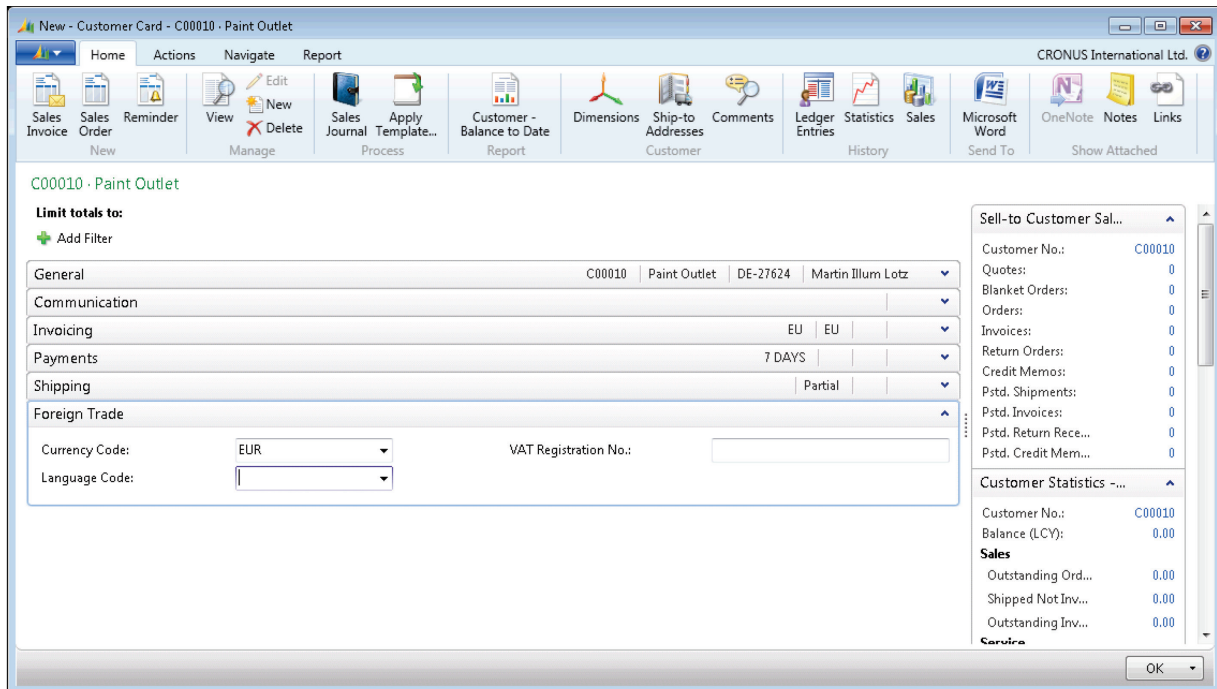 New - Customer Card - C00010 · Paint Outlet
Home Actions Navigate Report CRONUS International Ltd.
Sales Invoice
Sales Order
Reminder
New
View
Edit
New
Delete
Manage
Sales Journal
Apply Template...
Process
Customer - Balance to Date
Report
Dimensions
Ship-to Addresses
Comments
Customer
Ledger Entries
Statistics
Sales
History
Microsoft Word
Send To
OneNote
Notes
Links
Show Attached
C00010 · Paint Outlet
Limit totals to:
Add Filter
General C00010 Paint Outlet DE-27624 Martin Illum Lotz
Communication
Invoicing EU EU
Payments 7 DAYS
Shipping Partial
Foreign Trade
Currency Code: EUR VAT Registration No.:
Language Code:
Sell-to Customer Sal...
Customer No.: C00010
Quotes: 0
Blanket Orders: 0
Orders: 0
Invoices: 0
Return Orders: 0
Credit Memos: 0
Pstd. Shipments: 0
Pstd. Invoices: 0
Pstd. Return Rece... 0
Pstd. Credit Mem... 0
Customer Statistics -...
Customer No.: C00010
Balance (LCY): 0.00
Sales
Outstanding Ord... 0.00
Shipped Not Inv... 0.00
Outstanding Inv... 0.00
Service
OK